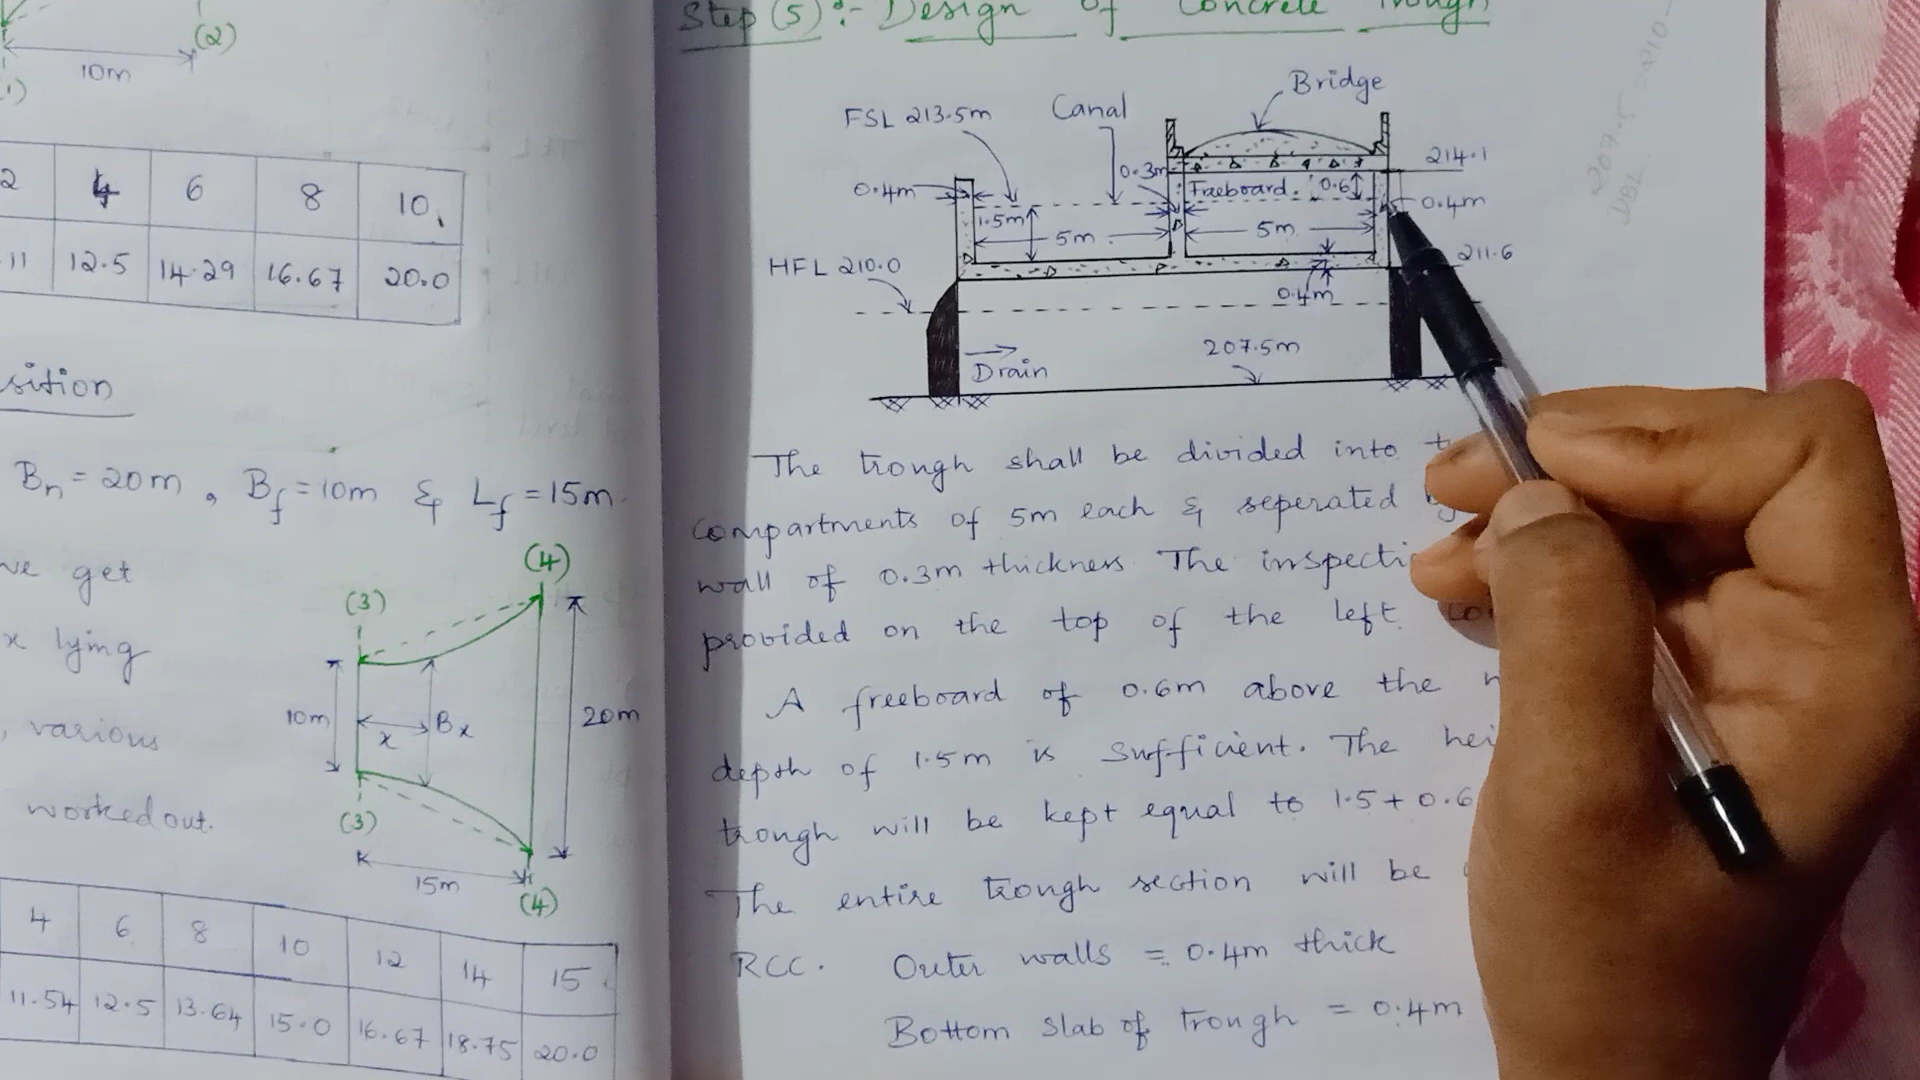 (2)
10m
1)
2 4 6 8 10
.11 12.5 14.29 16.67 20.0
sition
Bn = 20m , Bf = 10m & Lf = 15m.
ve get
x lying
, various
worked out.
(4)
(3)
10m
x
Bx
20m
(3)
15m
(4)
4 6 8 10 12 14 15
11.54 12.5 13.64 15.0 16.67 18.75 20.0
Step (5) :- Design of Concrete Trough
Bridge
FSL 213.5m
Canal
0.3m
214.1
0.4m
Freeboard. 0.6
0.4m
1.5m
5m
5m
HFL 210.0
211.6
0.4m
207.5m
Drain
The trough shall be divided into
compartments of 5m each & seperated
wall of 0.3m thickness. The inspecti
provided on the top of the left co
A freeboard of 0.6m above the
depth of 1.5m is sufficient. The hei
trough will be kept equal to 1.5 + 0.6
The entire trough section will be
RCC. Outer walls = 0.4m thick
Bottom slab of trough = 0.4m